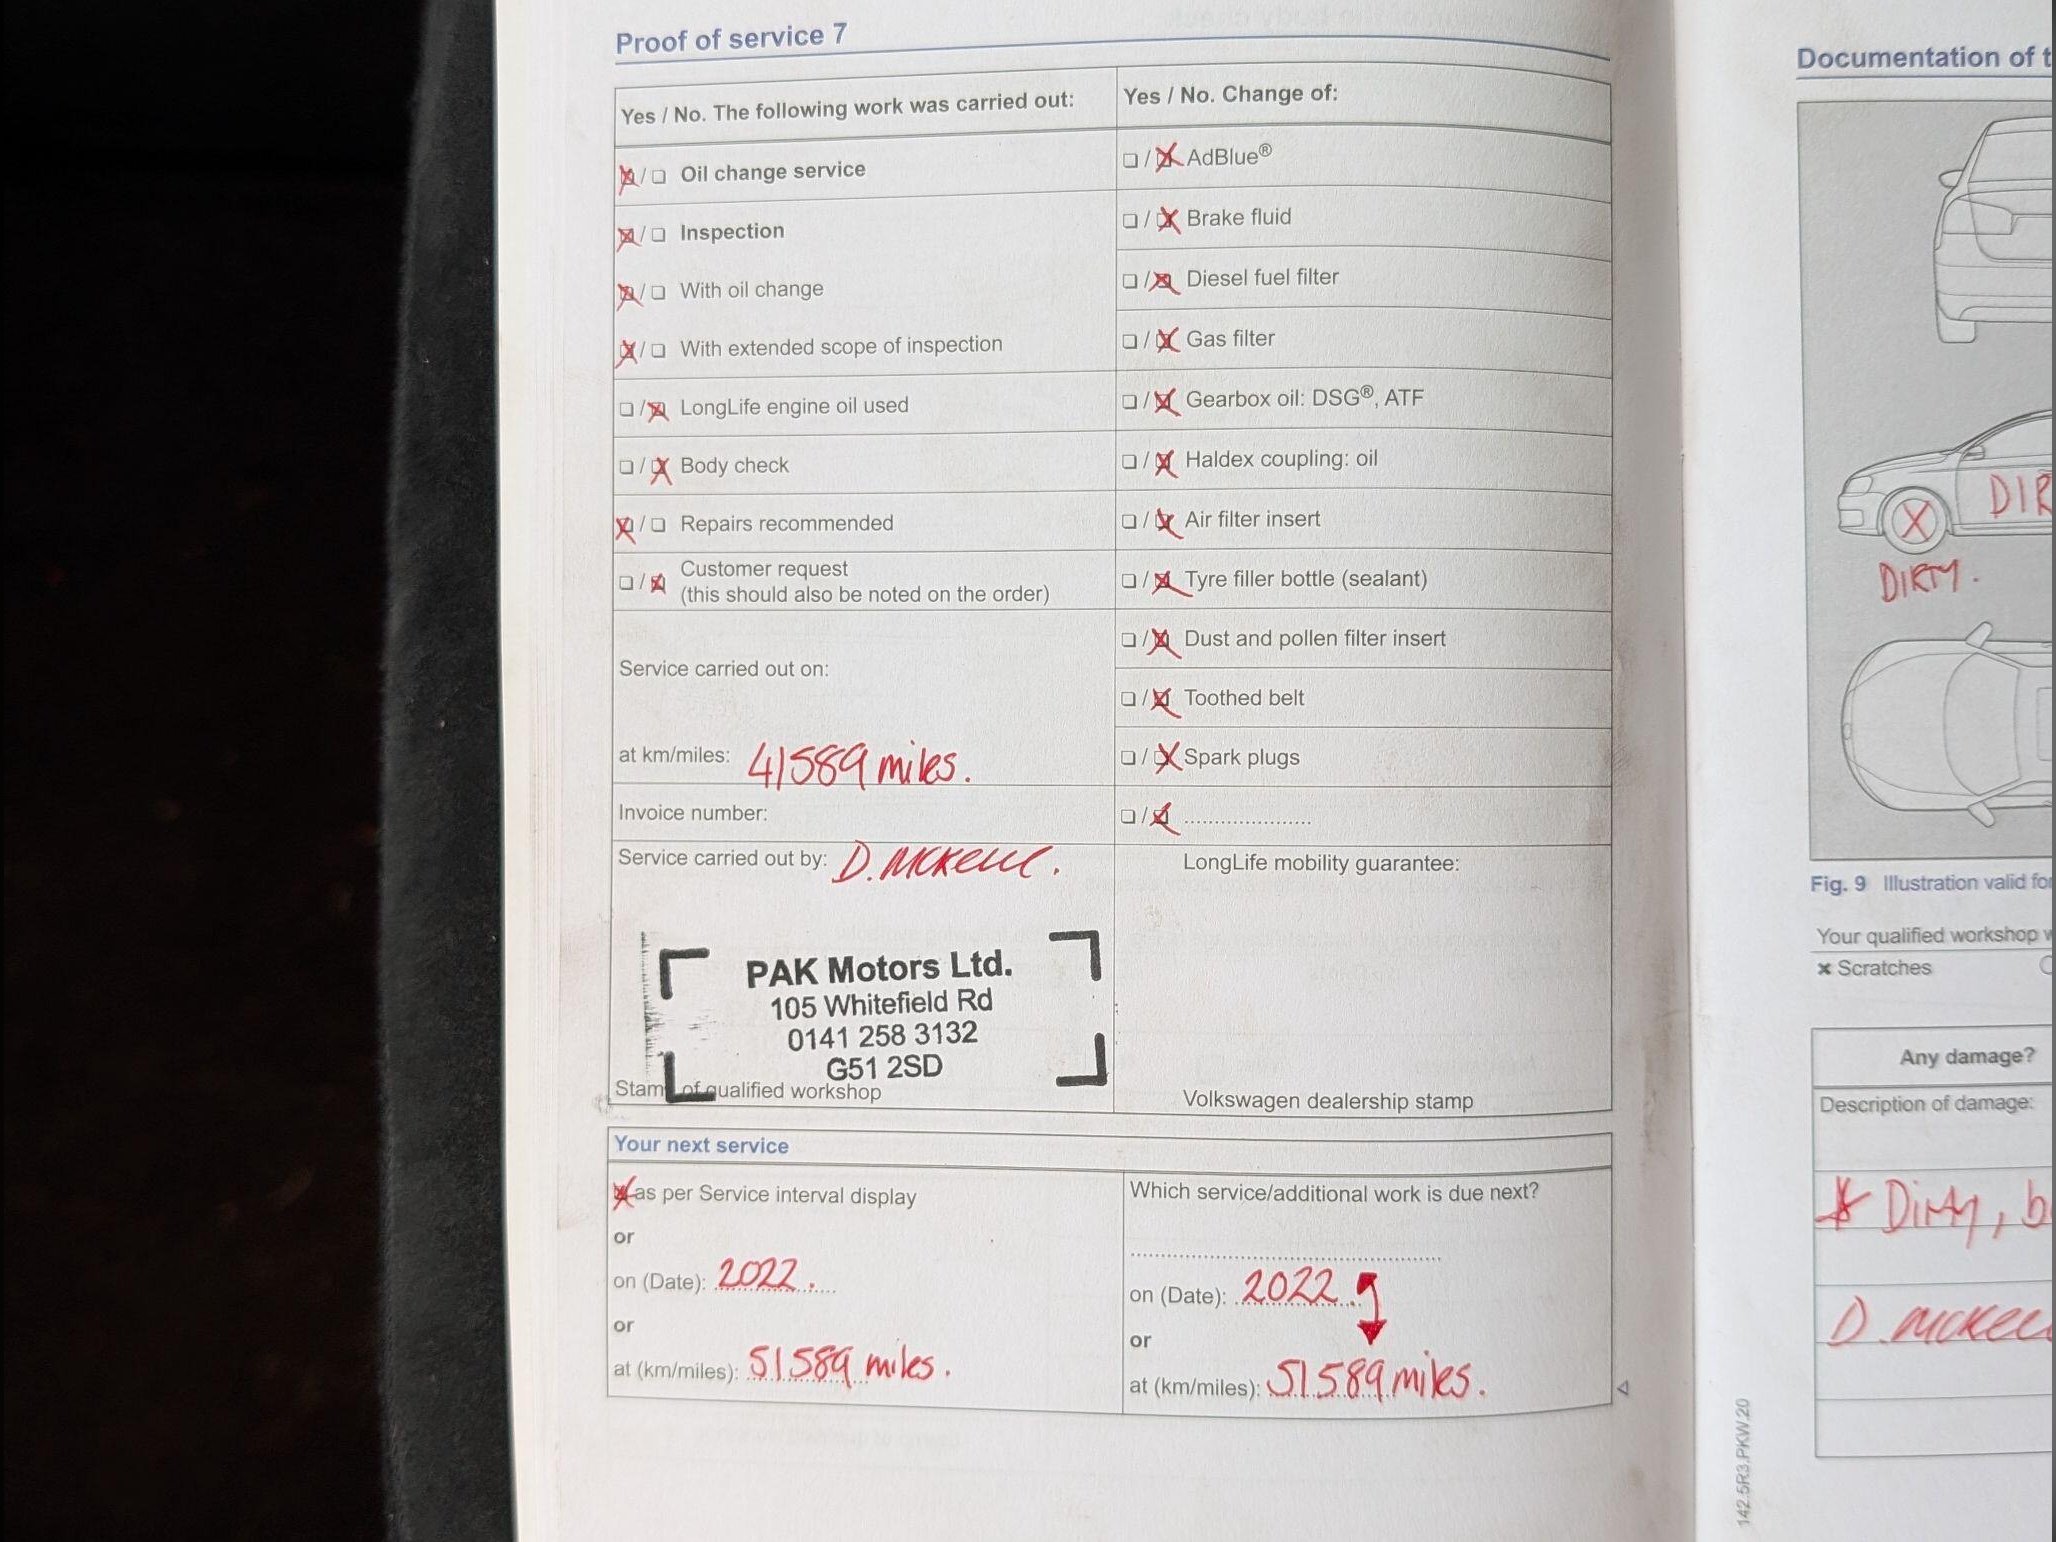 Proof of service 7
Yes / No. The following work was carried out:
/ Oil change service
/ Inspection
/ With oil change
/ With extended scope of inspection
/ LongLife engine oil used
/ Body check
/ Repairs recommended
/ Customer request
(this should also be noted on the order)
Service carried out on:
at km/miles: 41589 miles.
Invoice number:
Service carried out by: D. McKell.
PAK Motors Ltd.
105 Whitefield Rd
0141 258 3132
G51 2SD
Stam of qualified workshop
Yes / No. Change of:
/ AdBlue®
/ Brake fluid
/ Diesel fuel filter
/ Gas filter
/ Gearbox oil: DSG®, ATF
/ Haldex coupling: oil
/ Air filter insert
/ Tyre filler bottle (sealant)
/ Dust and pollen filter insert
/ Toothed belt
/ Spark plugs
/ .....................
LongLife mobility guarantee:
Volkswagen dealership stamp
Your next service
as per Service interval display
or
on (Date): 2022.
or
at (km/miles): 51589 miles.
Which service/additional work is due next?
on (Date): 2022.
or
at (km/miles): 51589 miles.
142.5R3.PKW.20
Documentation of t
DIR
DIRTY.
Fig. 9 Illustration valid fo
Your qualified workshop w
× Scratches
Any damage?
Description of damage:
Dirty, b
D. McKell